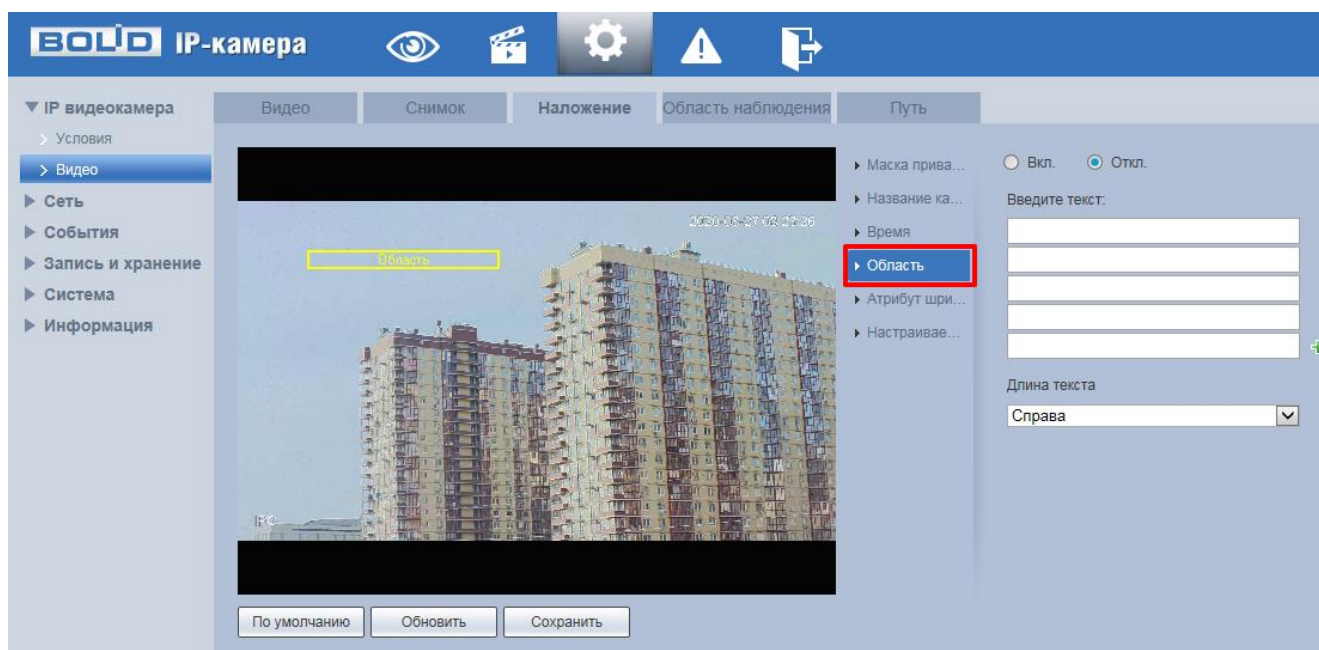 BOLID IP-камера
IP видеокамера
Условия
Видео
Сеть
События
Запись и хранение
Система
Информация
Видео Снимок Наложение Область наблюдения Путь
Область
IPC
Маска прива...
Название ка...
Время
Область
Атрибут шри...
Настраивае...
Вкл. Откл.
Введите текст:
Длина текста
Справа
По умолчанию Обновить Сохранить